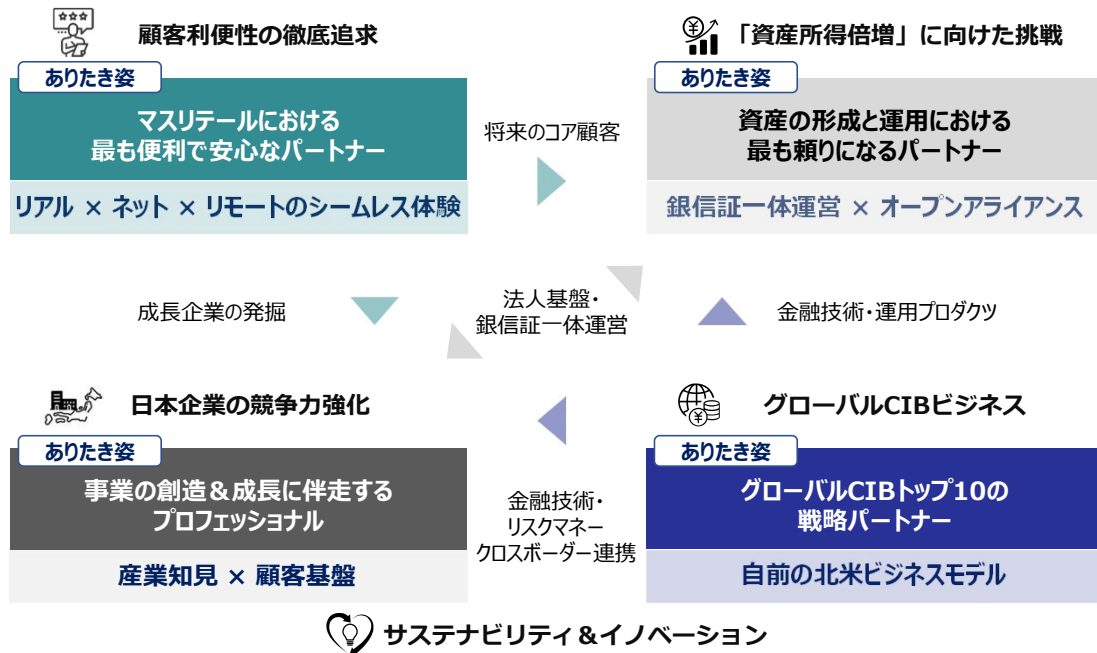 顧客利便性の徹底追求
ありたき姿
マスリテールにおける
最も便利で安心なパートナー
リアル × ネット × リモートのシームレス体験
将来のコア顧客
「資産所得倍増」に向けた挑戦
ありたき姿
資産の形成と運用における
最も頼りになるパートナー
銀信証一体運営 × オープンアライアンス
成長企業の発掘
法人基盤・
銀信証一体運営
金融技術・運用プロダクツ
日本企業の競争力強化
ありたき姿
事業の創造＆成長に伴走する
プロフェッショナル
産業知見 × 顧客基盤
金融技術・
リスクマネー
クロスボーダー連携
グローバルCIBビジネス
ありたき姿
グローバルCIBトップ10の
戦略パートナー
自前の北米ビジネスモデル
サステナビリティ＆イノベーション